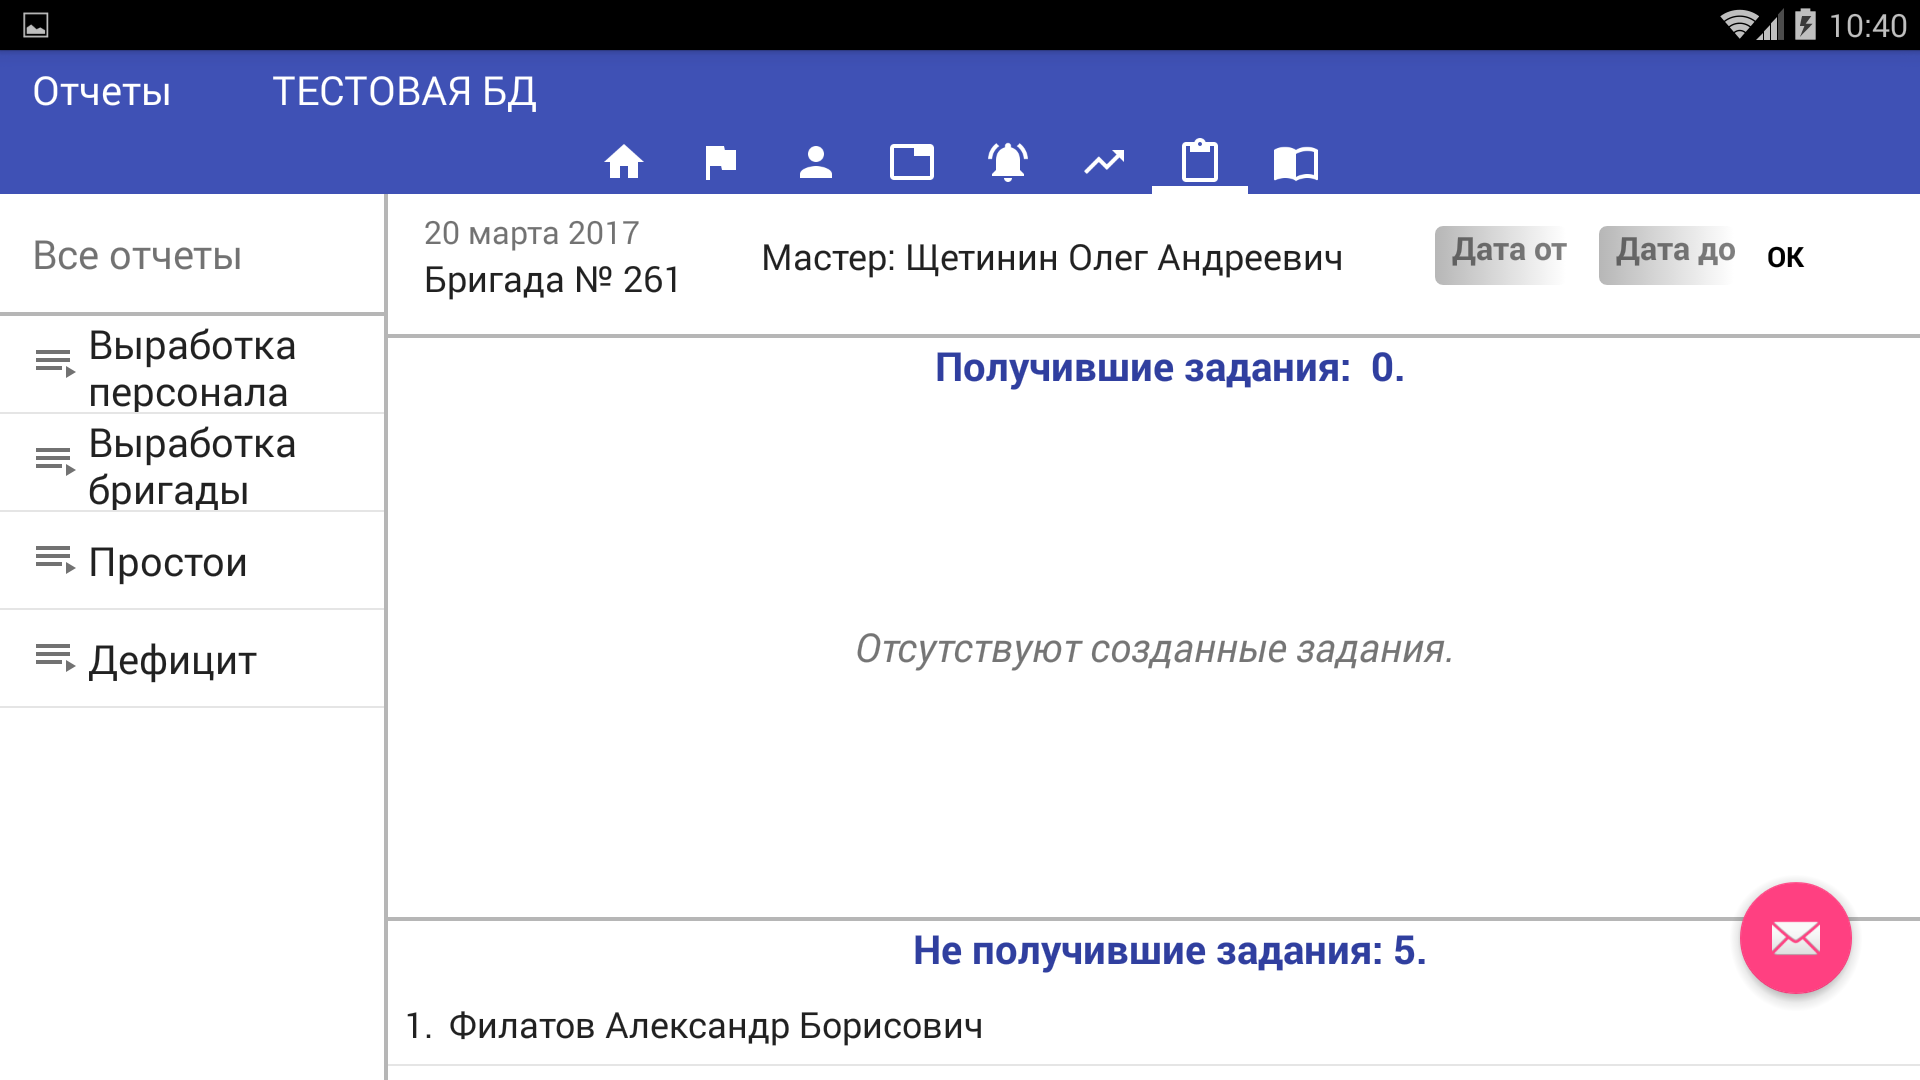 10:40
Отчеты ТЕСТОВАЯ БД
Все отчеты
Выработка
персонала
Выработка
бригады
Простои
Дефицит
20 марта 2017
Бригада № 261
Мастер: Щетинин Олег Андреевич
Дата от Дата до ОК
Получившие задания: 0.
Отсутствуют созданные задания.
Не получившие задания: 5.
1. Филатов Александр Борисович